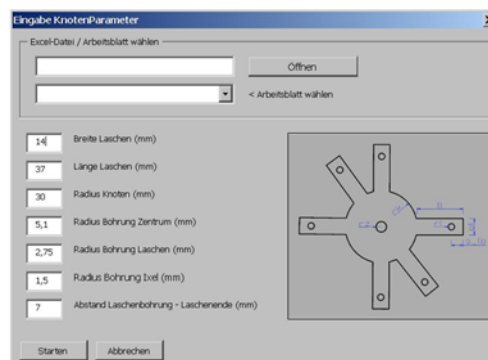 Eingabe KnotenParameter
Excel-Datei / Arbeitsblatt wählen
Öffnen
< Arbeitsblatt wählen
14 Breite Laschen (mm)
37 Länge Laschen (mm)
30 Radius Knoten (mm)
5,1 Radius Bohrung Zentrum (mm)
2,75 Radius Bohrung Laschen (mm)
1,5 Radius Bohrung Ixel (mm)
7 Abstand Laschenbohrung - Laschenende (mm)
Starten Abbrechen